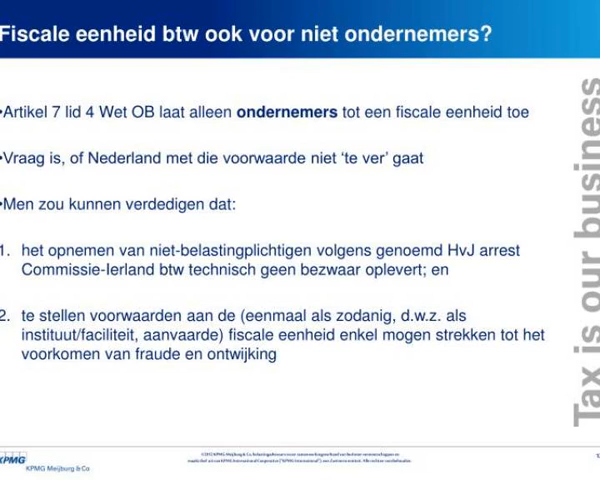 Fiscale eenheid btw ook voor niet ondernemers?
•Artikel 7 lid 4 Wet OB laat alleen ondernemers tot een fiscale eenheid toe
•Vraag is, of Nederland met die voorwaarde niet ‘te ver’ gaat
•Men zou kunnen verdedigen dat:
1. het opnemen van niet-belastingplichtigen volgens genoemd HvJ arrest
Commissie-Ierland btw technisch geen bezwaar oplevert; en
2. te stellen voorwaarden aan de (eenmaal als zodanig, d.w.z. als
instituut/faciliteit, aanvaarde) fiscale eenheid enkel mogen strekken tot het
voorkomen van fraude en ontwijking
Tax is our business
KPMG
KPMG Meijburg & Co